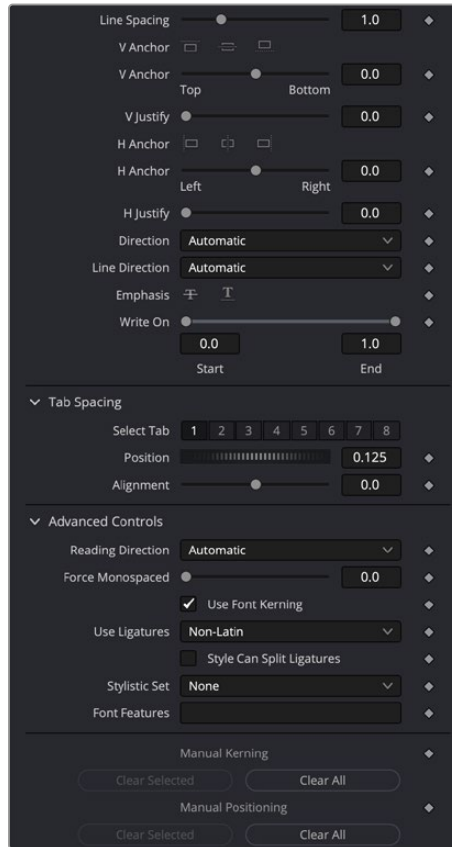 Line Spacing 1.0
V Anchor
V Anchor 0.0
Top Bottom
V Justify 0.0
H Anchor
H Anchor 0.0
Left Right
H Justify 0.0
Direction Automatic
Line Direction Automatic
Emphasis T T
Write On
0.0 1.0
Start End
Tab Spacing
Select Tab 1 2 3 4 5 6 7 8
Position 0.125
Alignment 0.0
Advanced Controls
Reading Direction Automatic
Force Monospaced 0.0
Use Font Kerning
Use Ligatures Non-Latin
Style Can Split Ligatures
Stylistic Set None
Font Features
Manual Kerning
Clear Selected Clear All
Manual Positioning
Clear Selected Clear All